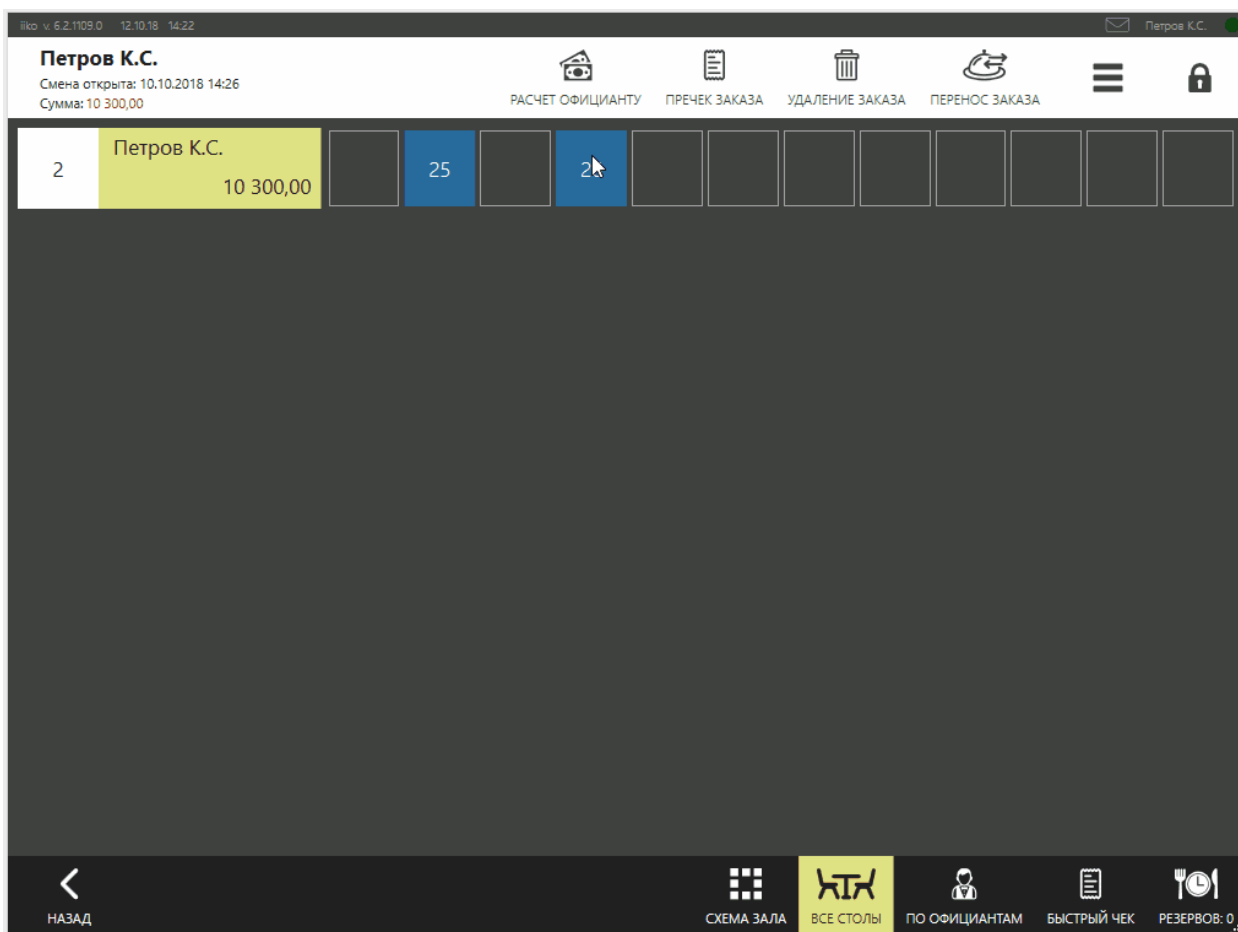 iiko v. 6.2.1109.0 12.10.18 14:22 Петров К.С.
Петров К.С.
Смена открыта: 10.10.2018 14:26
Сумма: 10 300,00
РАСЧЕТ ОФИЦИАНТУ ПРЕЧЕК ЗАКАЗА УДАЛЕНИЕ ЗАКАЗА ПЕРЕНОС ЗАКАЗА
2 Петров К.С. 25
10 300,00
НАЗАД СХЕМА ЗАЛА ВСЕ СТОЛЫ ПО ОФИЦИАНТАМ БЫСТРЫЙ ЧЕК РЕЗЕРВОВ: 0